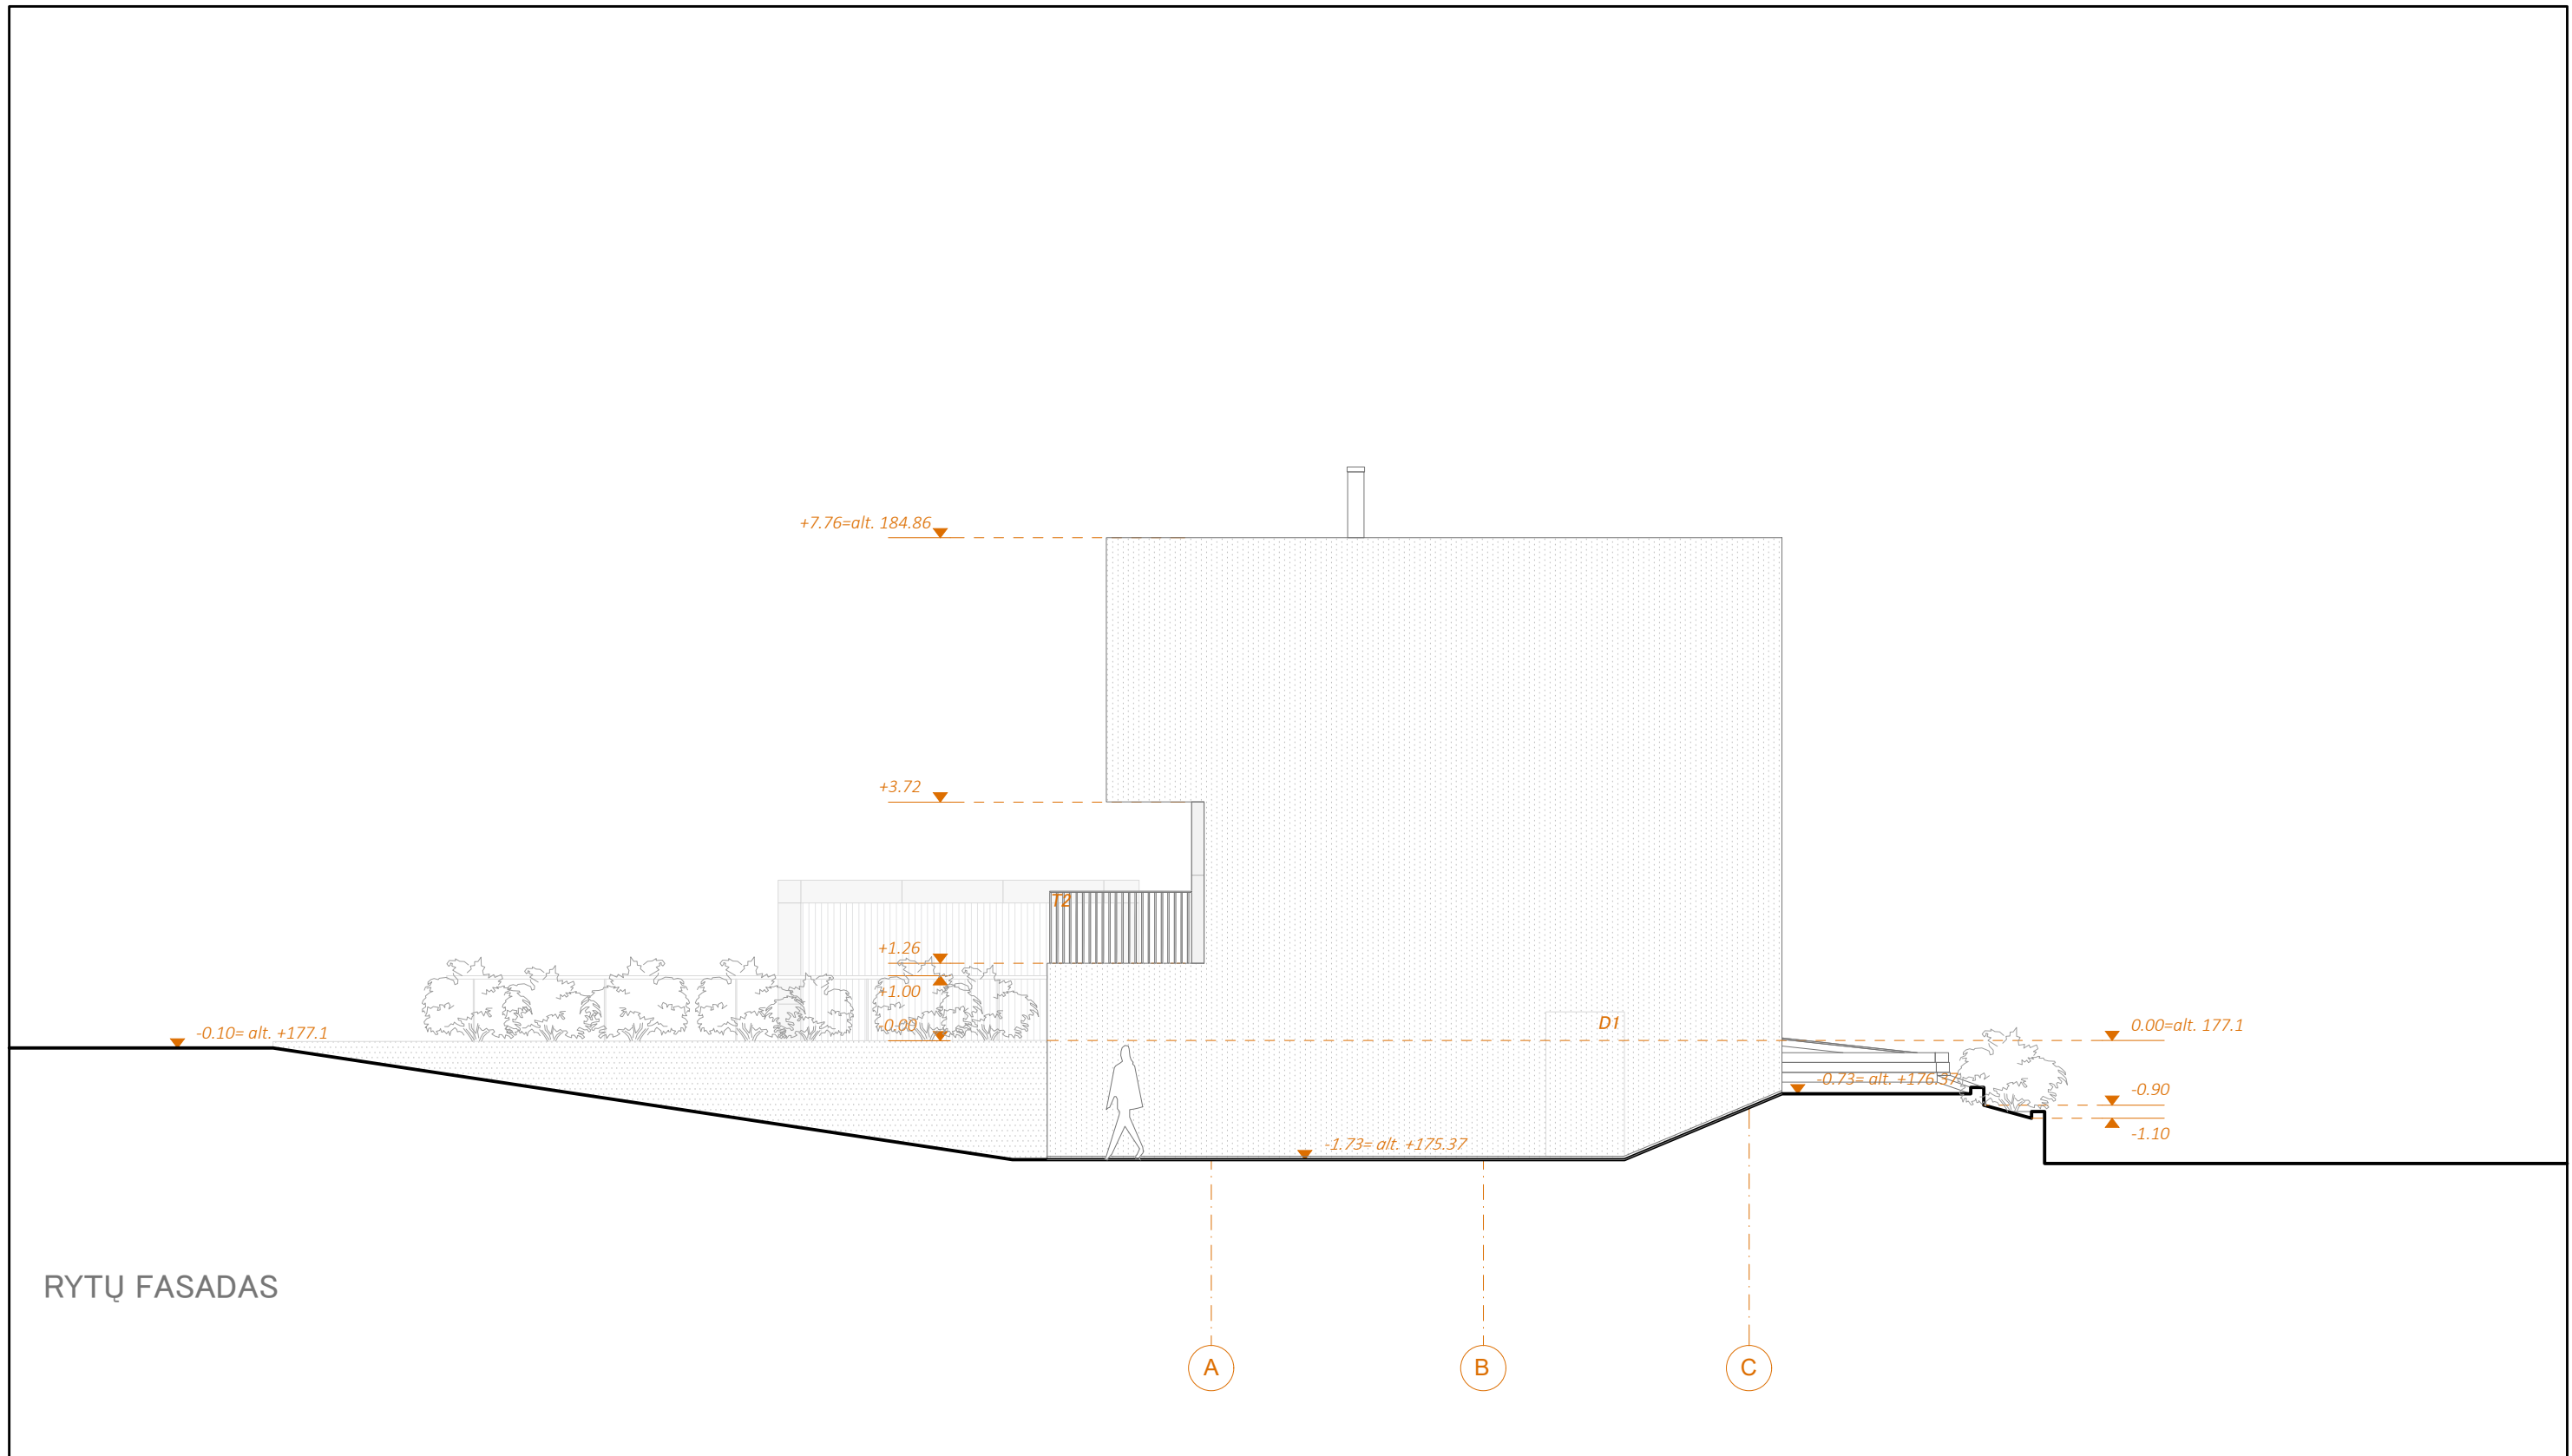 +7.76=alt. 184.86
+3.72
T2
+1.26
+1.00
-0.00
D1
-0.10= alt. +177.1
0.00=alt. 177.1
-0.73= alt. +176.37
-0.90
-1.10
-1.73= alt. +175.37
RYTŲ FASADAS
A B C